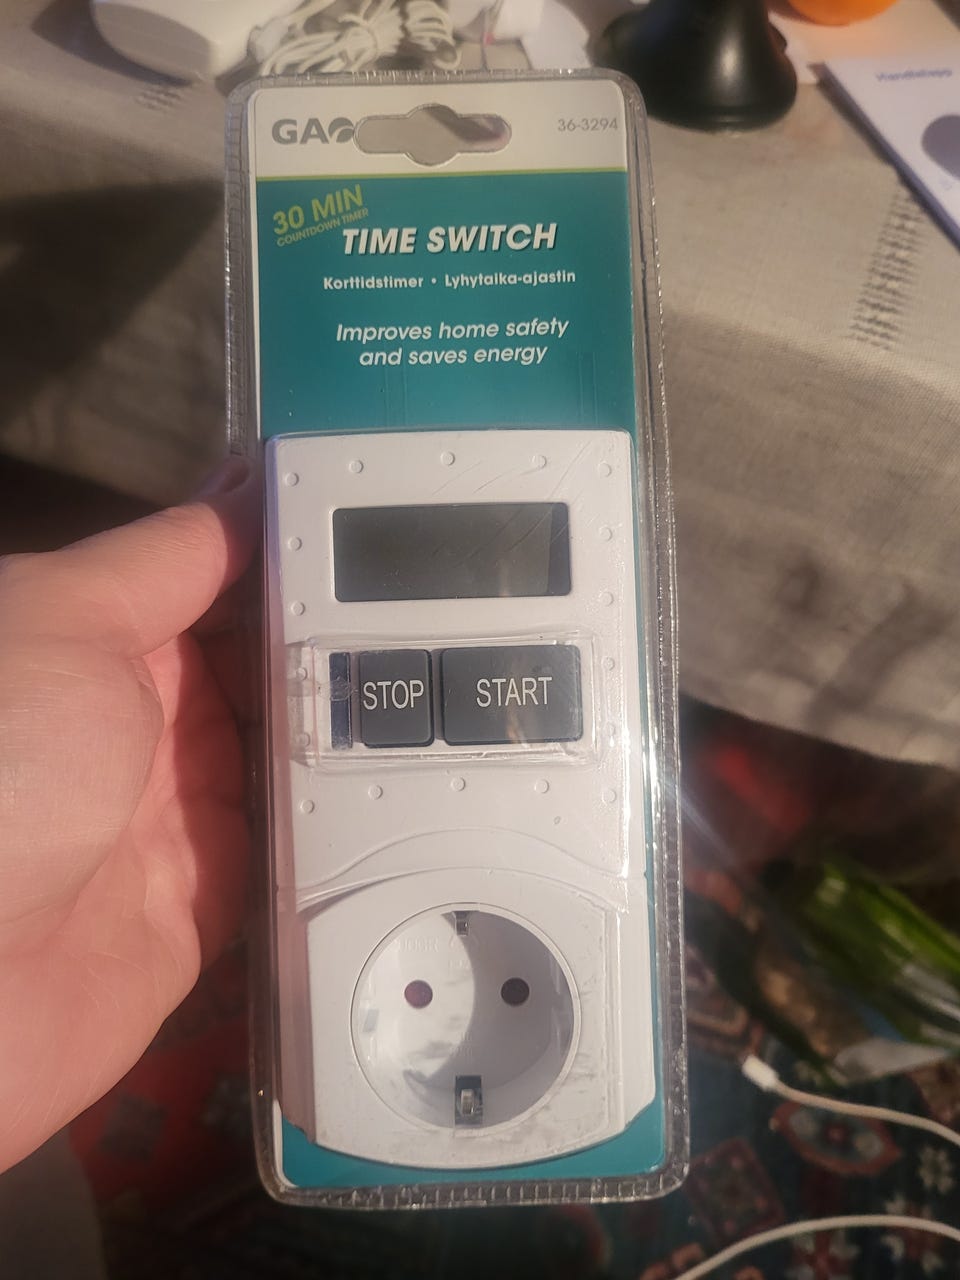 GAO
36-3294
30 MIN
COUNTDOWN TIMER
TIME SWITCH
Korttidstimer • Lyhytaika-ajastin
Improves home safety
and saves energy
STOP
START